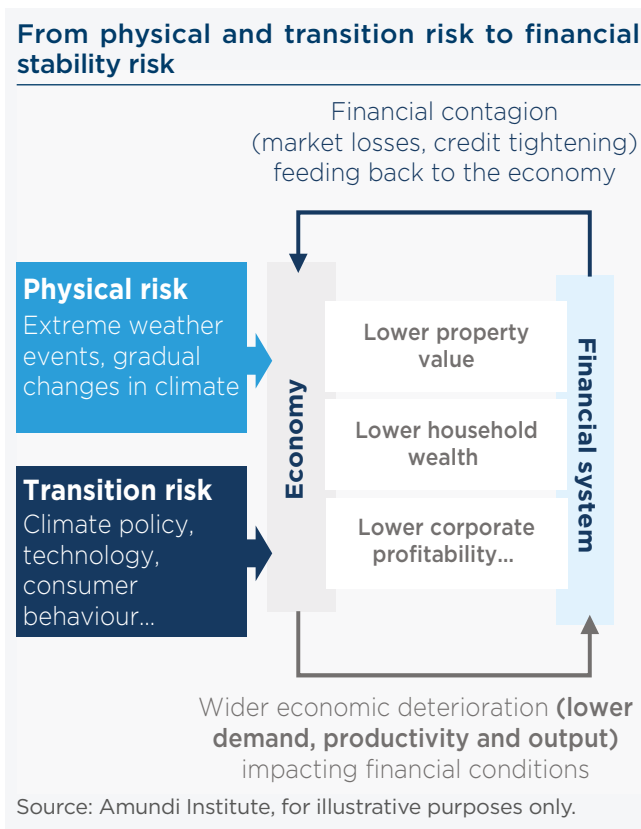 From physical and transition risk to financial
stability risk
Financial contagion
(market losses, credit tightening)
feeding back to the economy
Physical risk
Extreme weather
events, gradual
changes in climate
Transition risk
Climate policy,
technology,
consumer
behaviour...
Economy
Lower property
value
Lower household
wealth
Lower corporate
profitability...
Financial system
Wider economic deterioration (lower
demand, productivity and output)
impacting financial conditions
Source: Amundi Institute, for illustrative purposes only.